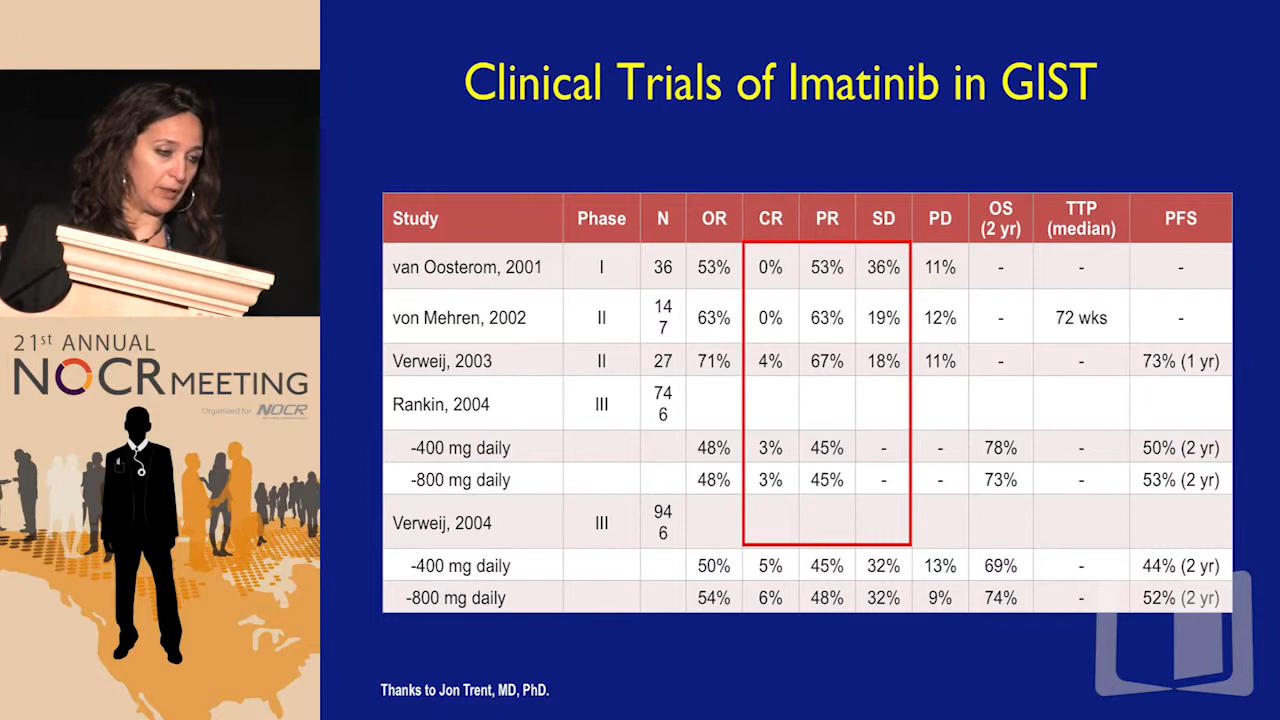 Clinical Trials of Imatinib in GIST
Study Phase N OR CR PR SD PD OS (2 yr) TTP (median) PFS
van Oosterom, 2001 I 36 53% 0% 53% 36% 11% - - -
von Mehren, 2002 II 147 63% 0% 63% 19% 12% - 72 wks -
Verweij, 2003 II 27 71% 4% 67% 18% 11% - - 73% (1 yr)
Rankin, 2004 III 746
-400 mg daily 48% 3% 45% - - 78% - 50% (2 yr)
-800 mg daily 48% 3% 45% - - 73% - 53% (2 yr)
Verweij, 2004 III 946
-400 mg daily 50% 5% 45% 32% 13% 69% - 44% (2 yr)
-800 mg daily 54% 6% 48% 32% 9% 74% - 52% (2 yr)
Thanks to Jon Trent, MD, PhD.
21st ANNUAL
NOCR MEETING
Organized for NOCR